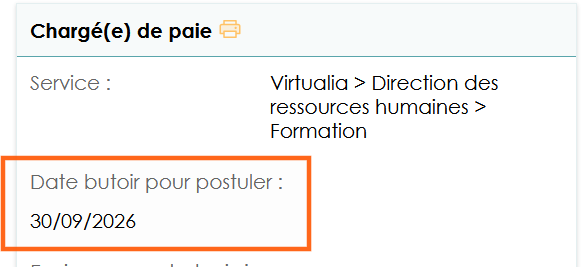 Chargé(e) de paie
Service :
Virtualia > Direction des
ressources humaines >
Formation
Date butoir pour postuler :
30/09/2026